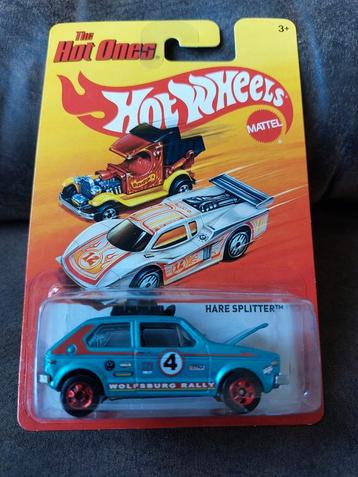 The
Hot Ones
3+
Hot Wheels
MATTEL
HARE SPLITTER™
4
WOLFSBURG RALLY